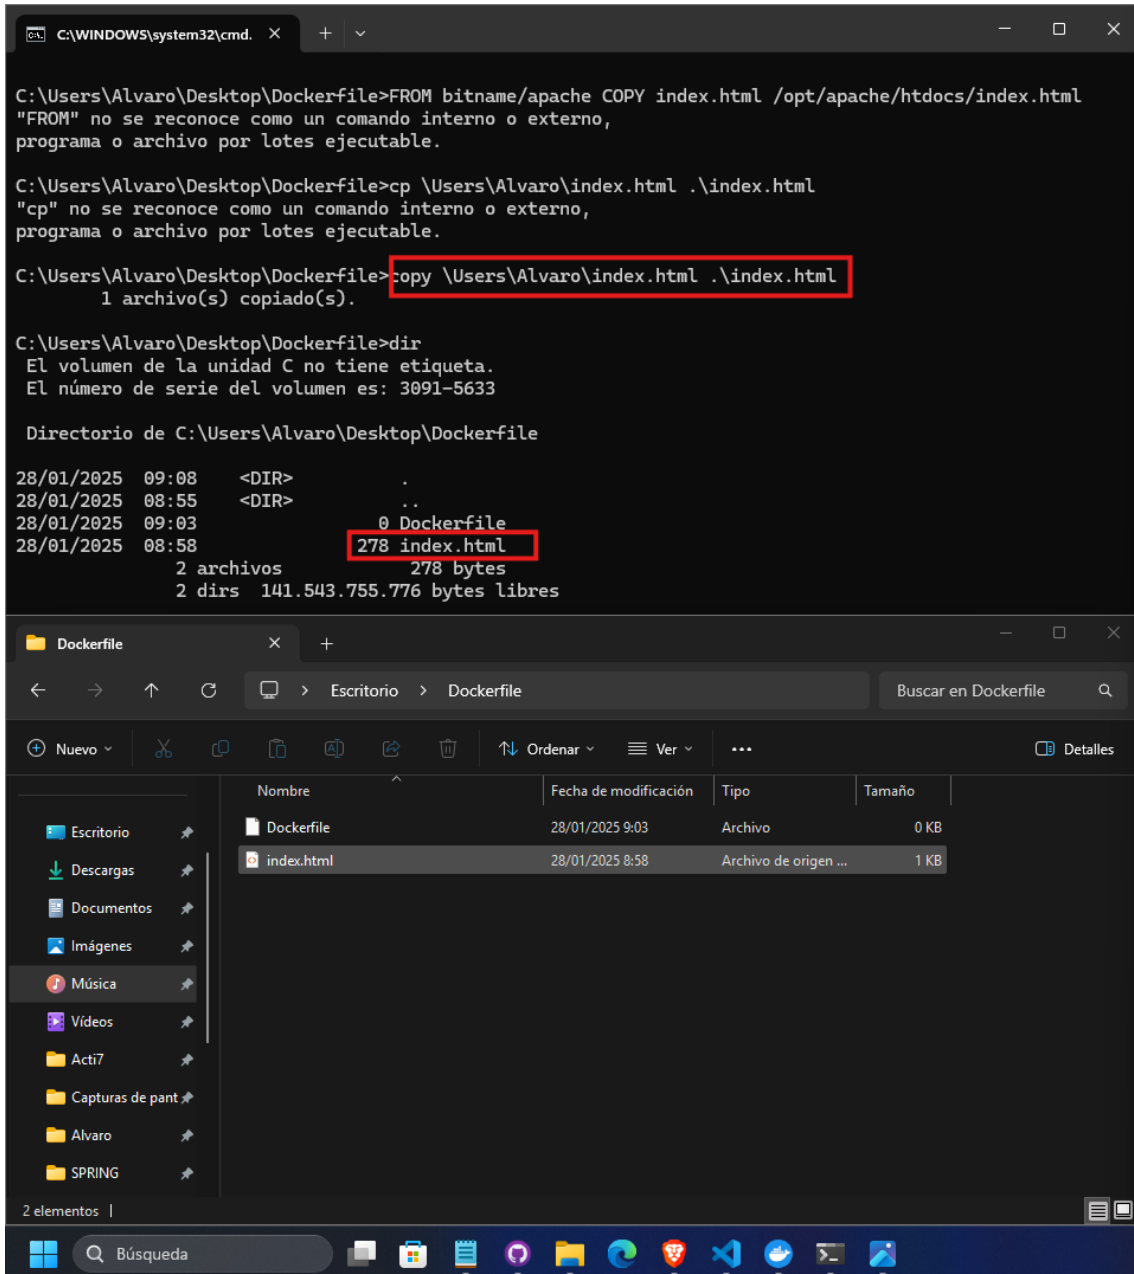 C:\WINDOWS\system32\cmd.
C:\Users\Alvaro\Desktop\Dockerfile>FROM bitname/apache COPY index.html /opt/apache/htdocs/index.html
"FROM" no se reconoce como un comando interno o externo,
programa o archivo por lotes ejecutable.
C:\Users\Alvaro\Desktop\Dockerfile>cp \Users\Alvaro\index.html .\index.html
"cp" no se reconoce como un comando interno o externo,
programa o archivo por lotes ejecutable.
C:\Users\Alvaro\Desktop\Dockerfile>copy \Users\Alvaro\index.html .\index.html
1 archivo(s) copiado(s).
C:\Users\Alvaro\Desktop\Dockerfile>dir
El volumen de la unidad C no tiene etiqueta.
El número de serie del volumen es: 3091-5633
Directorio de C:\Users\Alvaro\Desktop\Dockerfile
28/01/2025 09:08 <DIR> .
28/01/2025 08:55 <DIR> ..
28/01/2025 09:03 0 Dockerfile
28/01/2025 08:58 278 index.html
2 archivos 278 bytes
2 dirs 141.543.755.776 bytes libres
Dockerfile
Escritorio > Dockerfile Buscar en Dockerfile
Nuevo Ordenar Ver ... Detalles
Nombre Fecha de modificación Tipo Tamaño
Dockerfile 28/01/2025 9:03 Archivo 0 KB
index.html 28/01/2025 8:58 Archivo de origen ... 1 KB
Escritorio
Descargas
Documentos
Imágenes
Música
Vídeos
Acti7
Capturas de pant
Alvaro
SPRING
2 elementos
Búsqueda